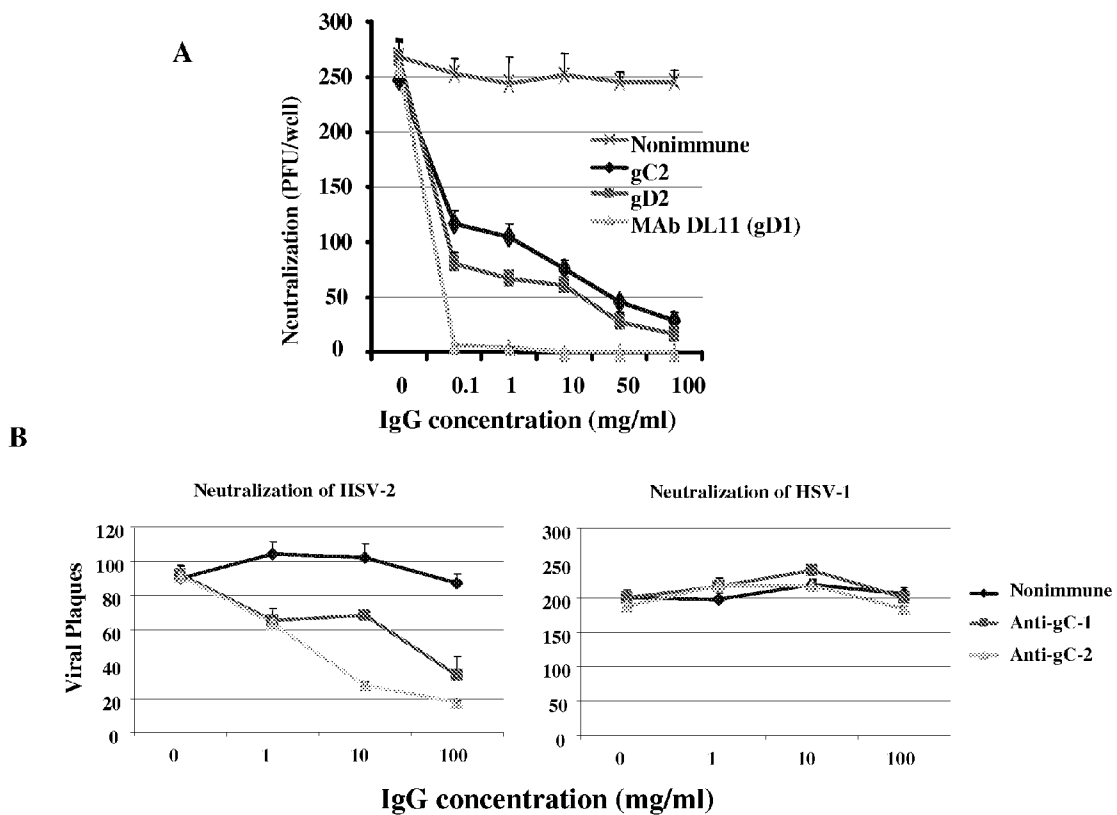 A
300
250
200
150
100
50
0
Neutralization (PFU/well)
Nonimmune
gC2
gD2
MAb DL11 (gD1)
0 0.1 1 10 50 100
IgG concentration (mg/ml)
B
Neutralization of HSV-2
120
100
80
60
40
20
0
Viral Plaques
0 1 10 100
Neutralization of HSV-1
300
250
200
150
200
50
0
0 1 10 100
Nonimmune
Anti-gC-1
Anti-gC-2
IgG concentration (mg/ml)